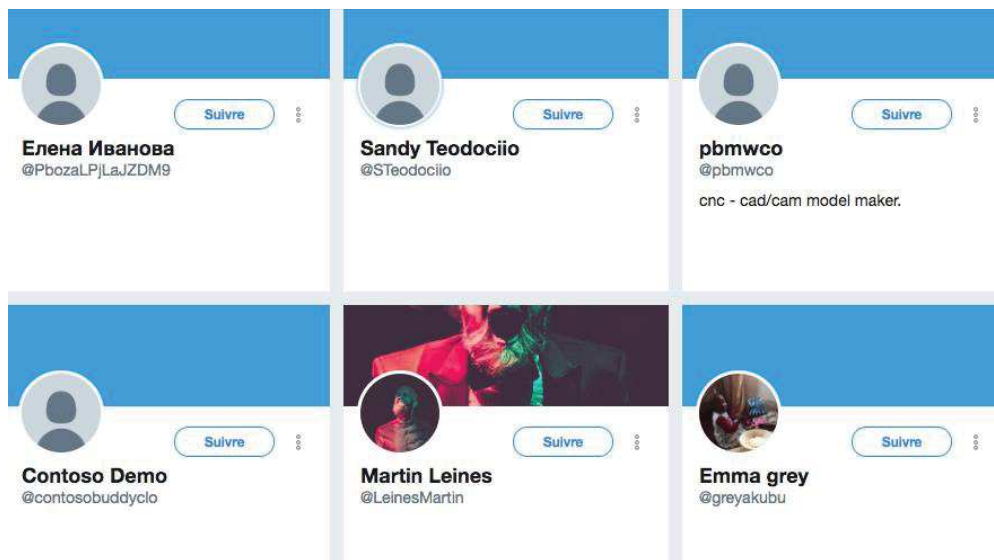 Suivre
Елена Иванова
@PbozaLPjLaJZDM9
Suivre
Sandy Teodociio
@STeodociio
Suivre
pbmwco
@pbmwco
cnc - cad/cam model maker.
Suivre
Contoso Demo
@contosobuddyclo
Suivre
Martin Leines
@LeinesMartin
Suivre
Emma grey
@greyakubu